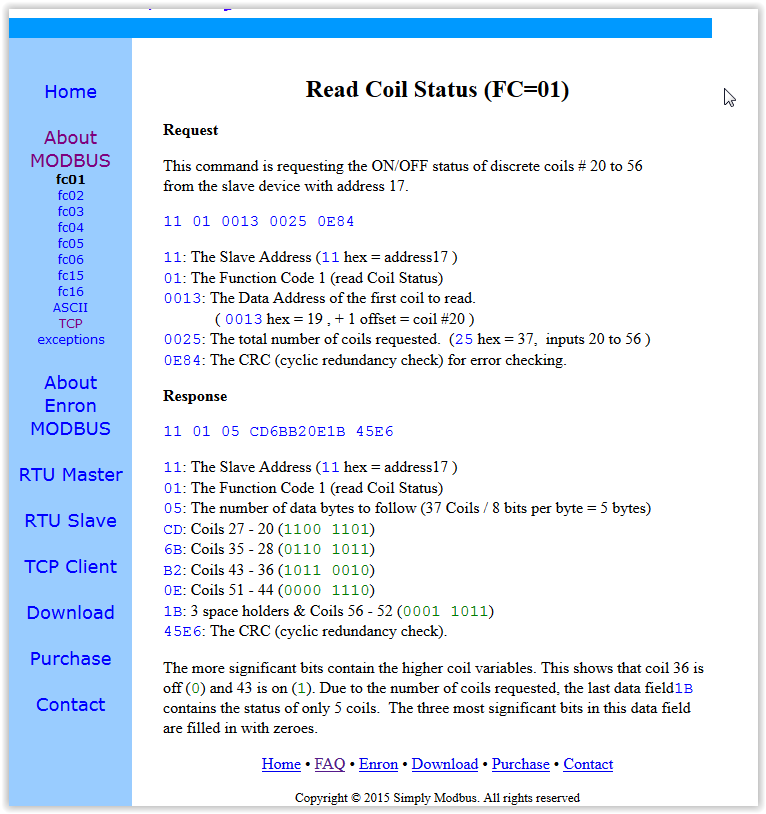 Home
About
MODBUS
fc01
fc02
fc03
fc04
fc05
fc06
fc15
fc16
ASCII
TCP
exceptions
About
Enron
MODBUS
RTU Master
RTU Slave
TCP Client
Download
Purchase
Contact
Read Coil Status (FC=01)
Request
This command is requesting the ON/OFF status of discrete coils # 20 to 56
from the slave device with address 17.
11 01 0013 0025 0E84
11: The Slave Address (11 hex = address17 )
01: The Function Code 1 (read Coil Status)
0013: The Data Address of the first coil to read.
( 0013 hex = 19 , + 1 offset = coil #20 )
0025: The total number of coils requested.  (25 hex = 37,  inputs 20 to 56 )
0E84: The CRC (cyclic redundancy check) for error checking.
Response
11 01 05 CD6BB20E1B 45E6
11: The Slave Address (11 hex = address17 )
01: The Function Code 1 (read Coil Status)
05: The number of data bytes to follow (37 Coils / 8 bits per byte = 5 bytes)
CD: Coils 27 - 20 (1100 1101)
6B: Coils 35 - 28 (0110 1011)
B2: Coils 43 - 36 (1011 0010)
0E: Coils 51 - 44 (0000 1110)
1B: 3 space holders & Coils 56 - 52 (0001 1011)
45E6: The CRC (cyclic redundancy check).
The more significant bits contain the higher coil variables. This shows that coil 36 is
off (0) and 43 is on (1). Due to the number of coils requested, the last data field1B
contains the status of only 5 coils.  The three most significant bits in this data field
are filled in with zeroes.
Home • FAQ • Enron • Download • Purchase • Contact
Copyright © 2015 Simply Modbus. All rights reserved